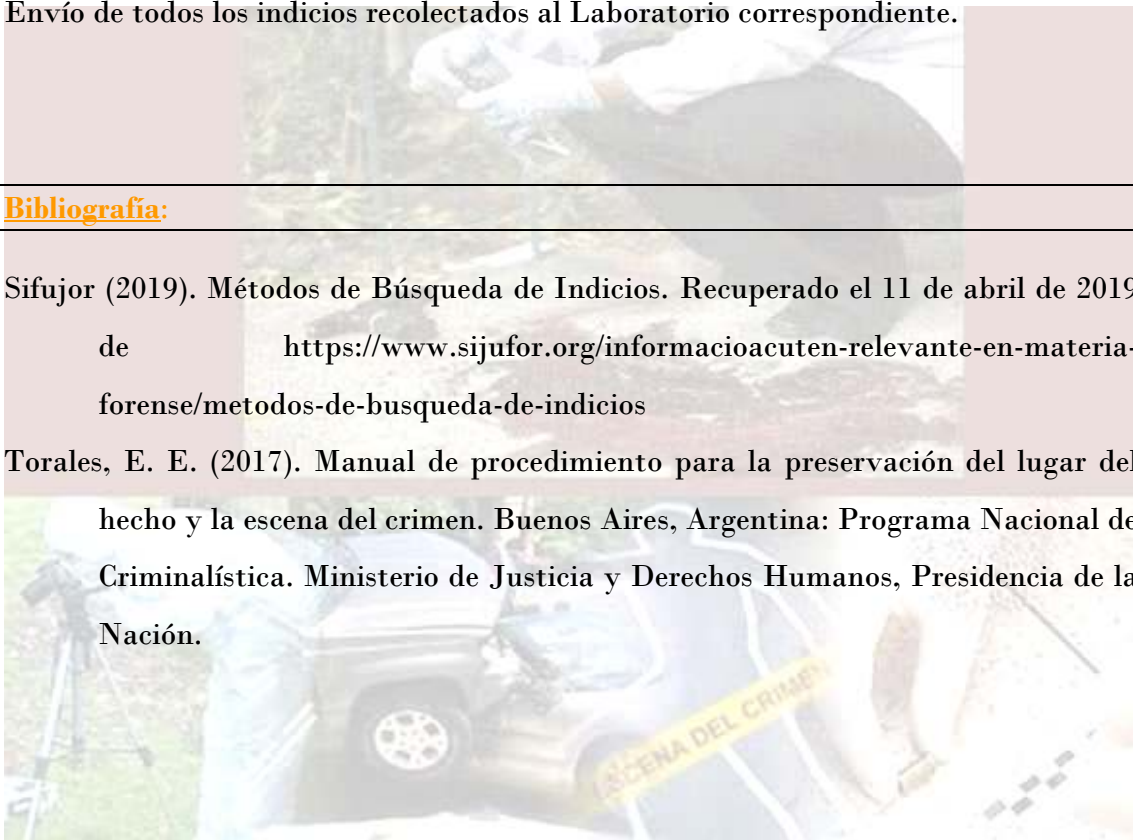 Envío de todos los indicios recolectados al Laboratorio correspondiente.
Bibliografía:
Sifujor (2019). Métodos de Búsqueda de Indicios. Recuperado el 11 de abril de 2019
de https://www.sijufor.org/informacioacuten-relevante-en-materia-
forense/metodos-de-busqueda-de-indicios
Torales, E. E. (2017). Manual de procedimiento para la preservación del lugar del
hecho y la escena del crimen. Buenos Aires, Argentina: Programa Nacional de
Criminalística. Ministerio de Justicia y Derechos Humanos, Presidencia de la
Nación.
ESCENA DEL CRIMEN